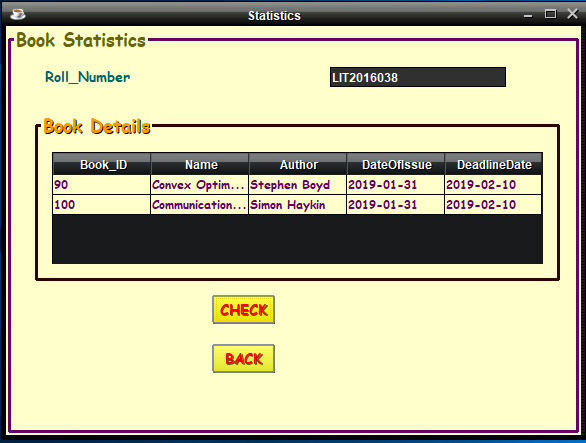 Statistics
Book Statistics
Roll_Number LIT2016038
Book Details
Book_ID Name Author DateOfIssue DeadlineDate
90 Convex Optim... Stephen Boyd 2019-01-31 2019-02-10
100 Communication... Simon Haykin 2019-01-31 2019-02-10
CHECK
BACK